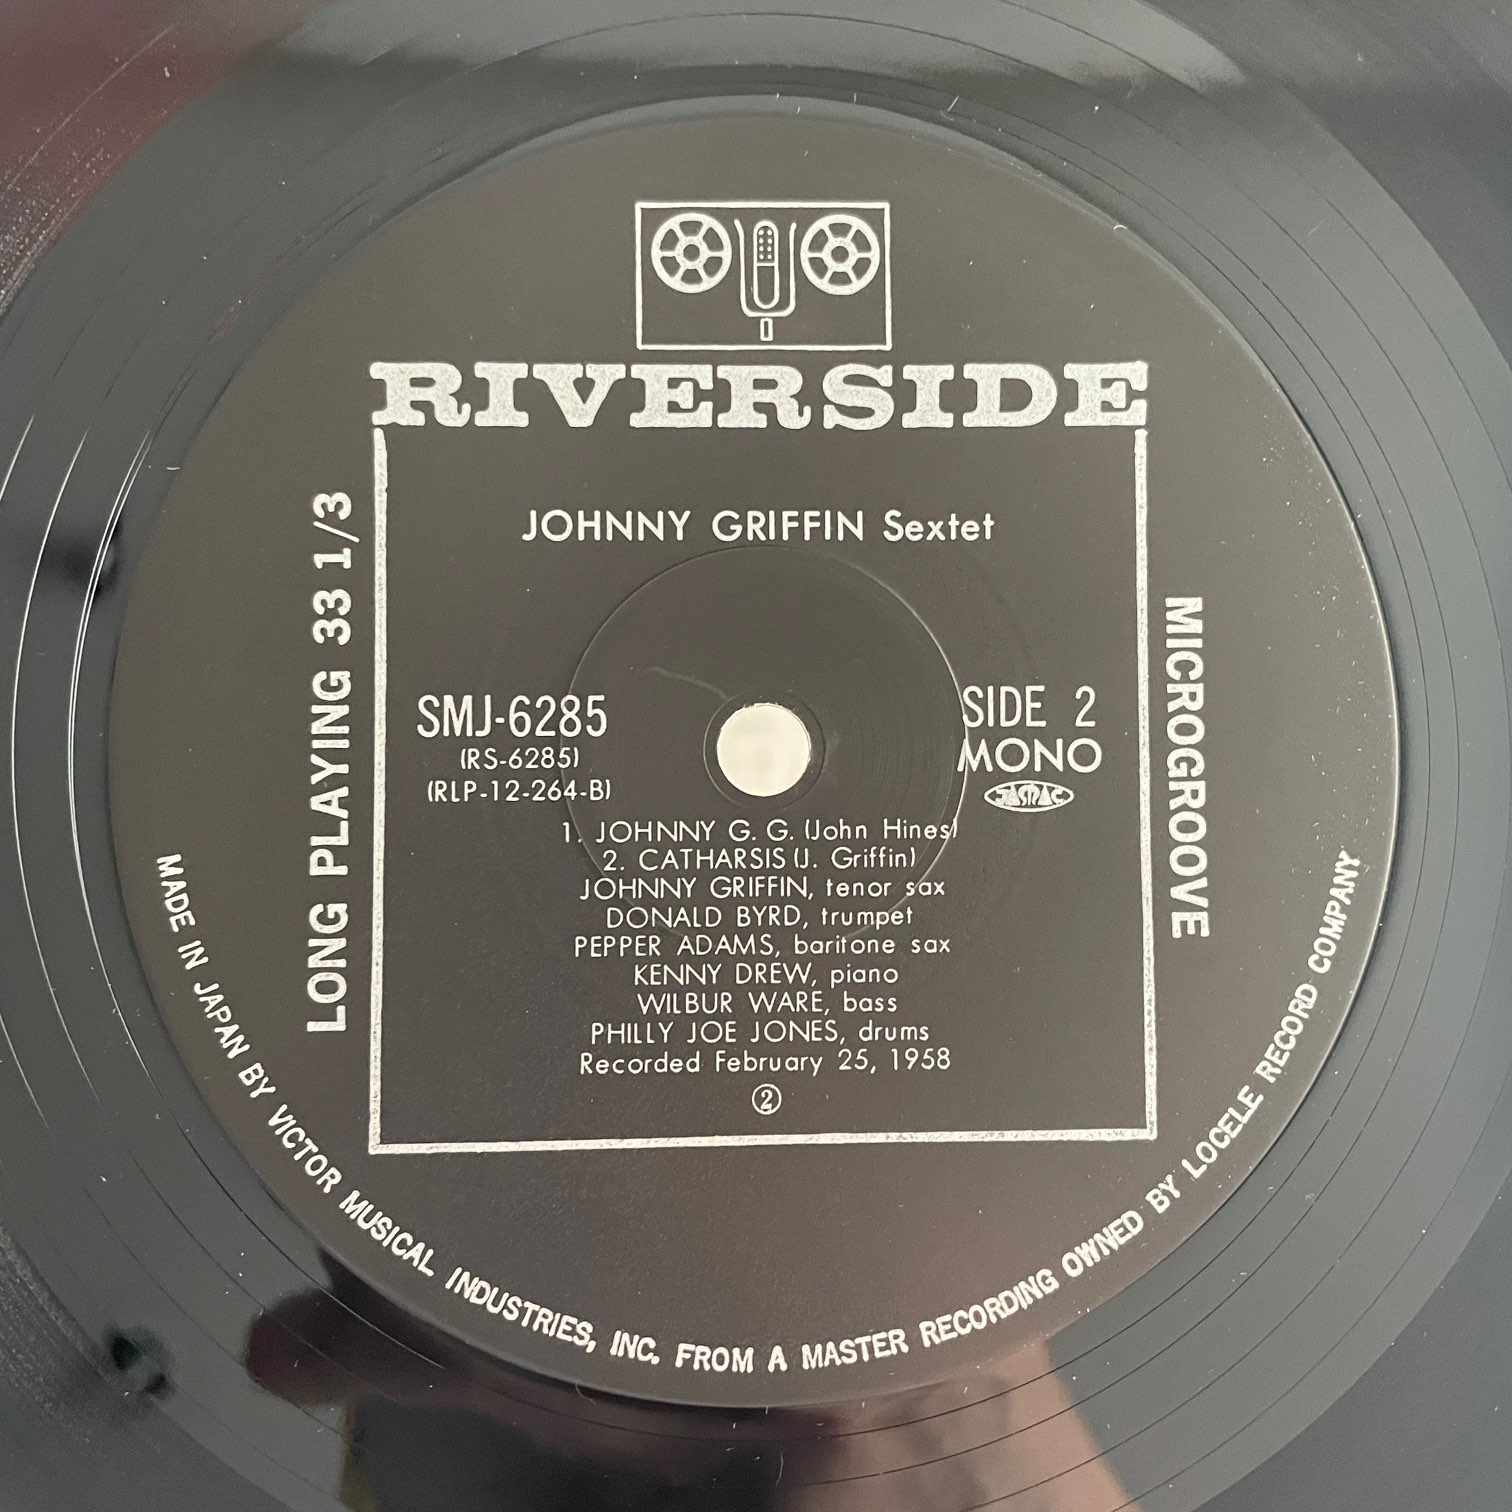 RIVERSIDE
JOHNNY GRIFFIN Sextet
LONG PLAYING 33 1/3
MICROGROOVE
SMJ-6285
(RS-6285)
(RLP-12-264-B)
SIDE 2
MONO
JASRAC
1. JOHNNY G. G. (John Hines)
2. CATHARSIS (J. Griffin)
JOHNNY GRIFFIN, tenor sax
DONALD BYRD, trumpet
PEPPER ADAMS, baritone sax
KENNY DREW, piano
WILBUR WARE, bass
PHILLY JOE JONES, drums
Recorded February 25, 1958
②
MADE IN JAPAN BY VICTOR MUSICAL INDUSTRIES, INC. FROM A MASTER RECORDING OWNED BY LOCELE RECORD COMPANY